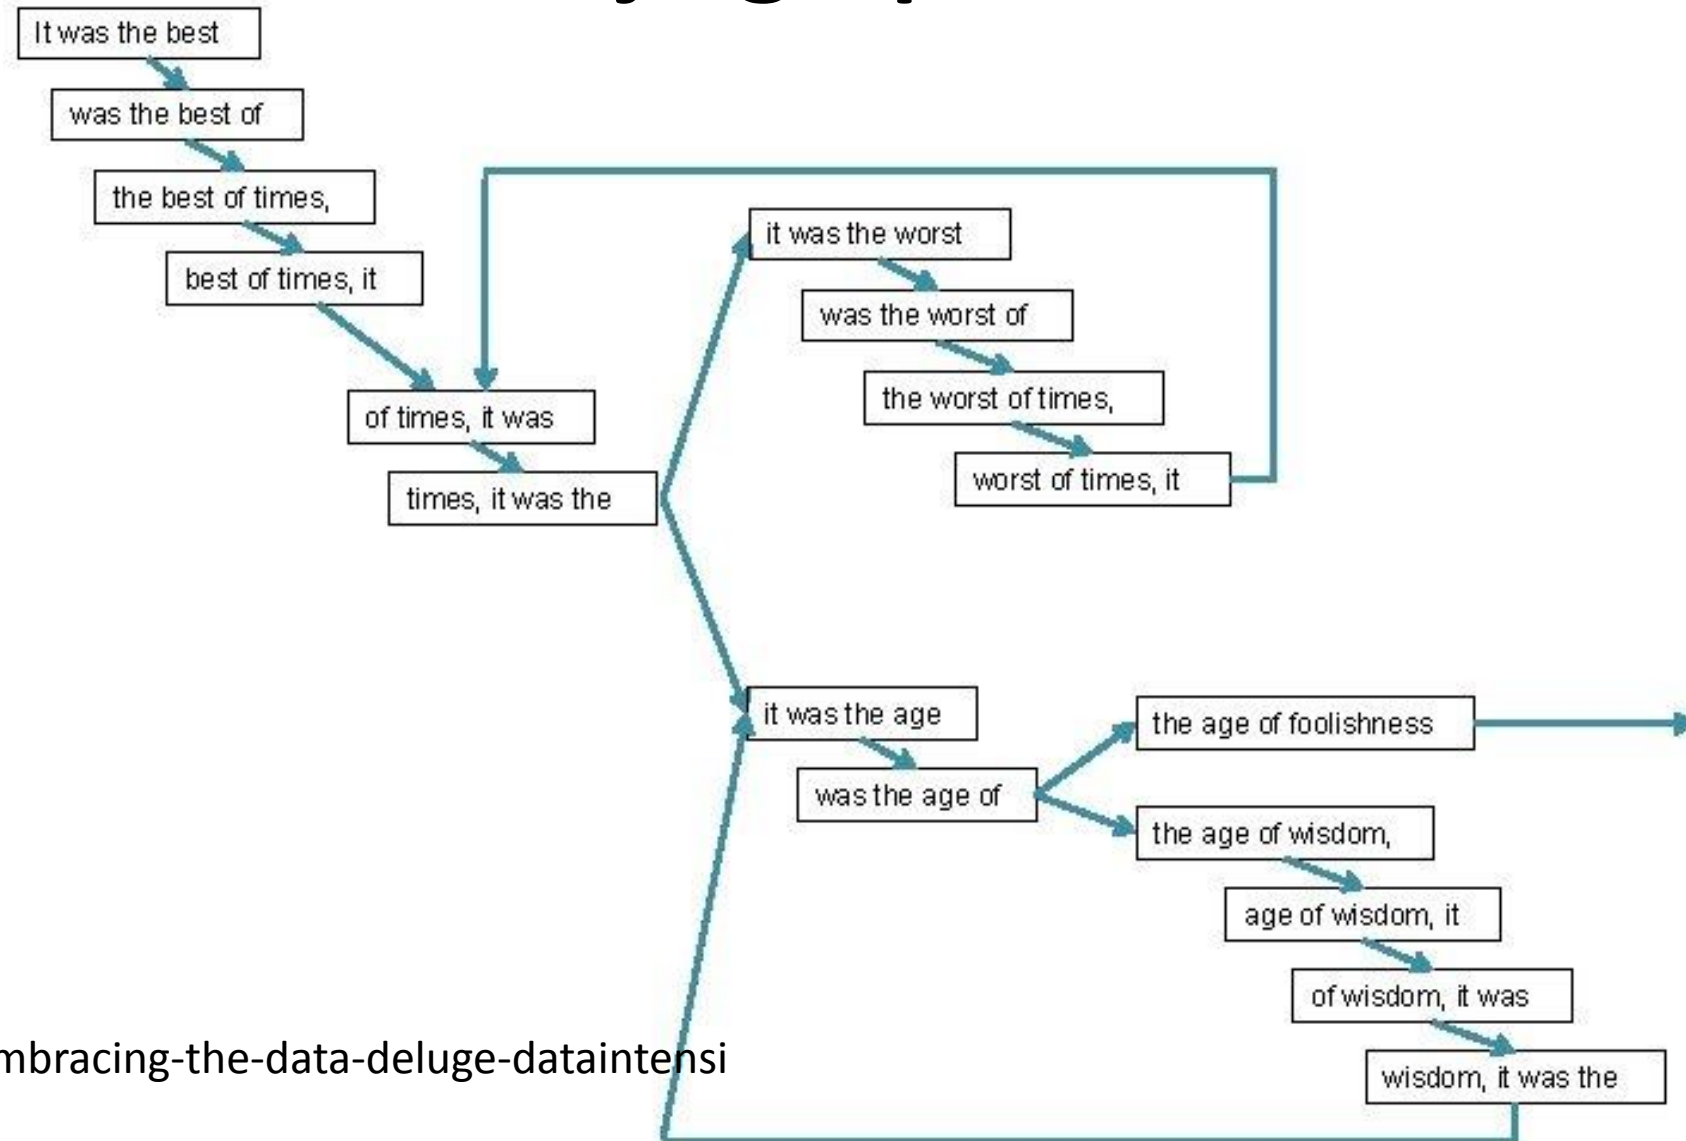 It was the best
was the best of
the best of times,
best of times, it
of times, it was
times, it was the
it was the worst
was the worst of
the worst of times,
worst of times, it
it was the age
was the age of
the age of foolishness
the age of wisdom,
age of wisdom, it
of wisdom, it was
wisdom, it was the
mbracing-the-data-deluge-dataintensi